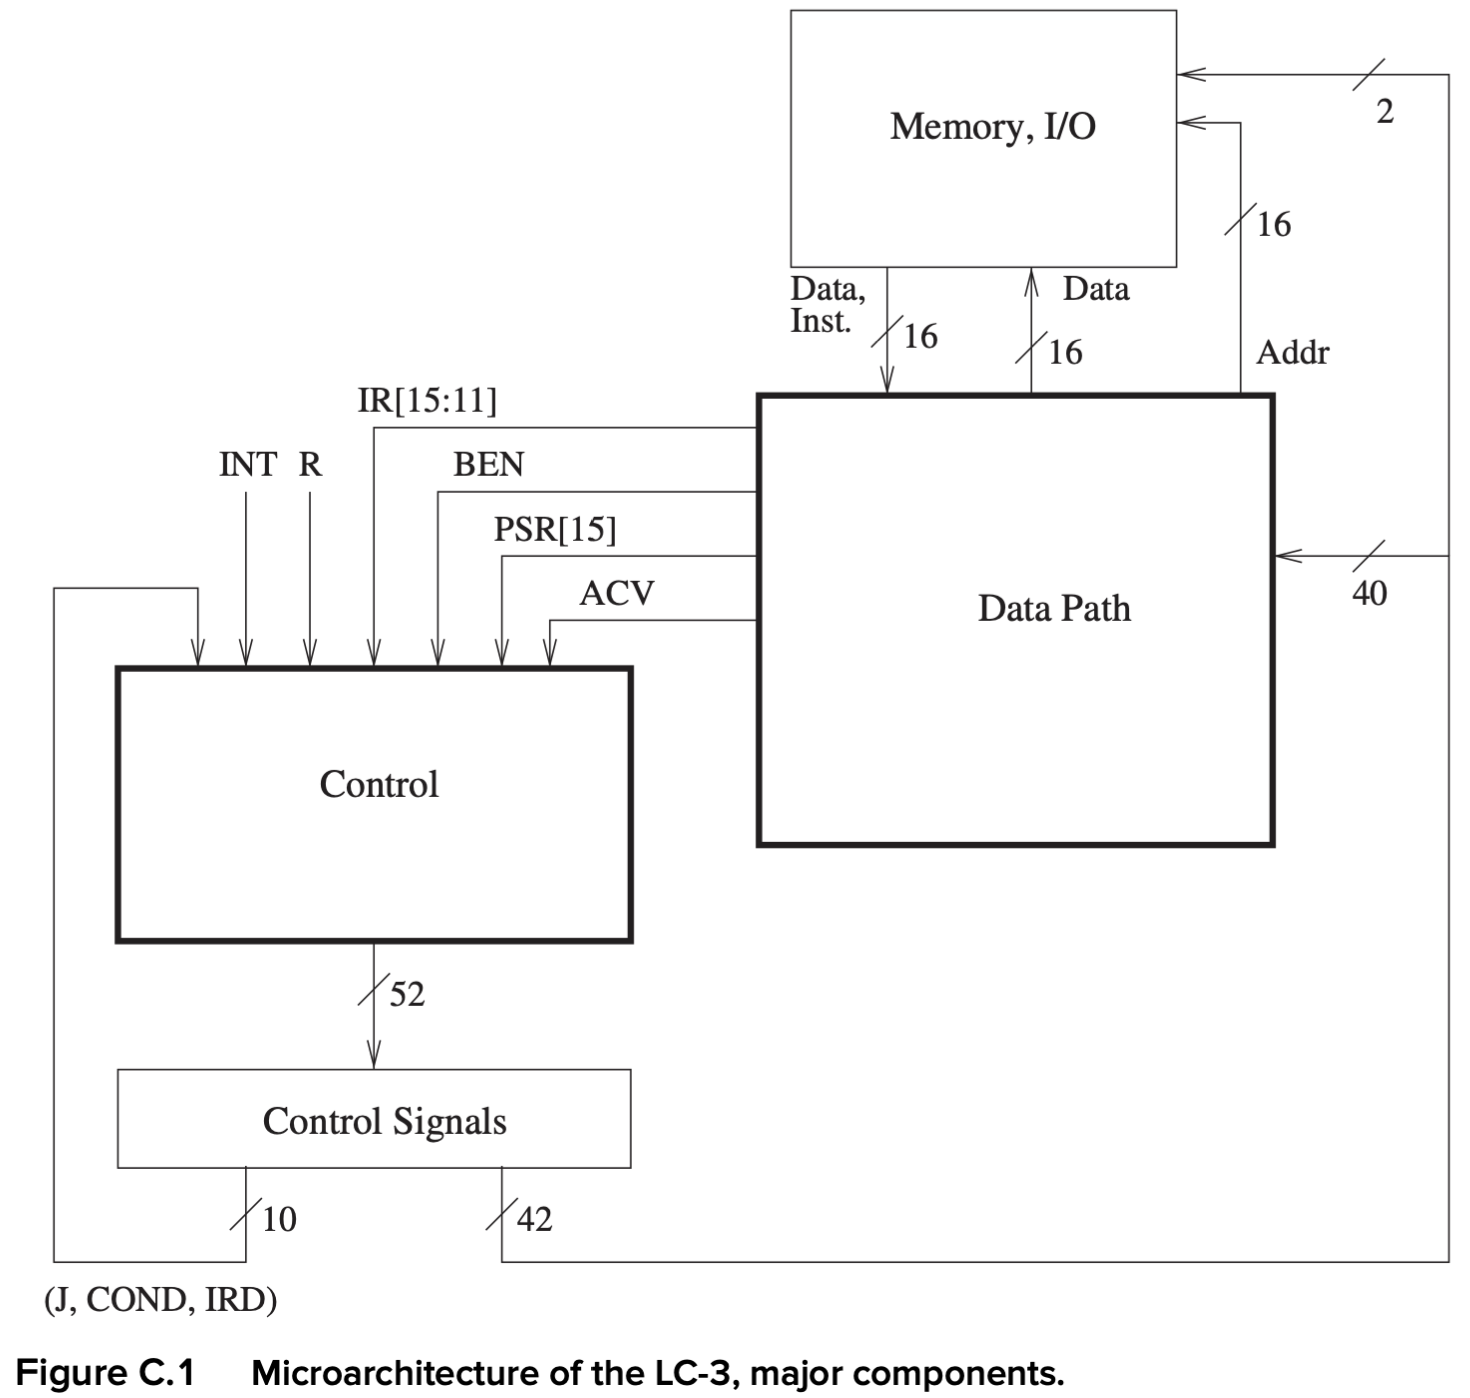 Memory, I/O
2
16
Data,
Inst.
16
Data
16
Addr
IR[15:11]
INT R
BEN
PSR[15]
ACV
Data Path
40
Control
52
Control Signals
10
42
(J, COND, IRD)
Figure C.1 Microarchitecture of the LC-3, major components.